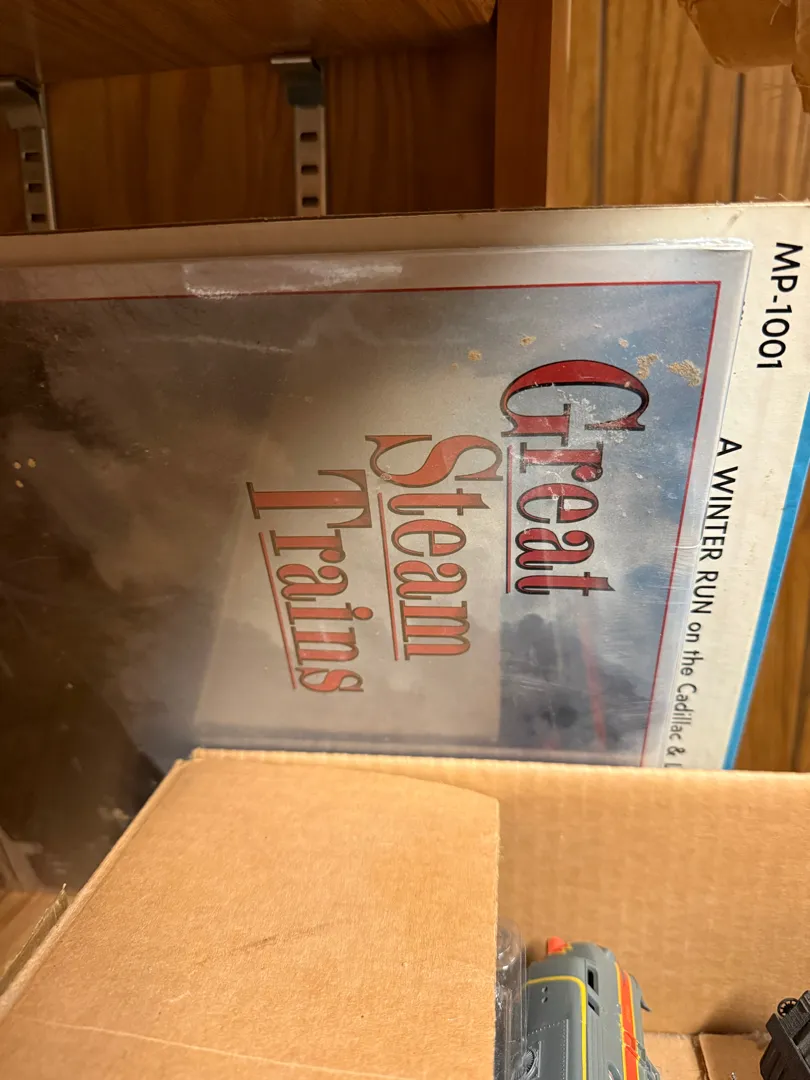 MP-1001
A WINTER RUN on the Cadillac &
Great
Steam
Trains